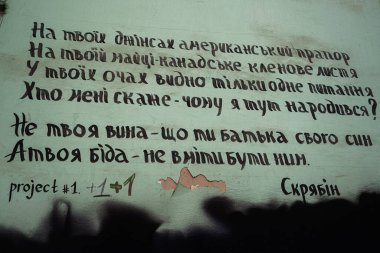 На твоїх джінсах американський прапор
На твоїй майці-канадське кленове листя
У твоїх очах видно тільки одне питання
Хто мені скаже-чому я тут народився?
Не твоя вина-що ти батька свого син
А твоя біда-не вміти бути ним.
project #1. +1+1 Скрябін